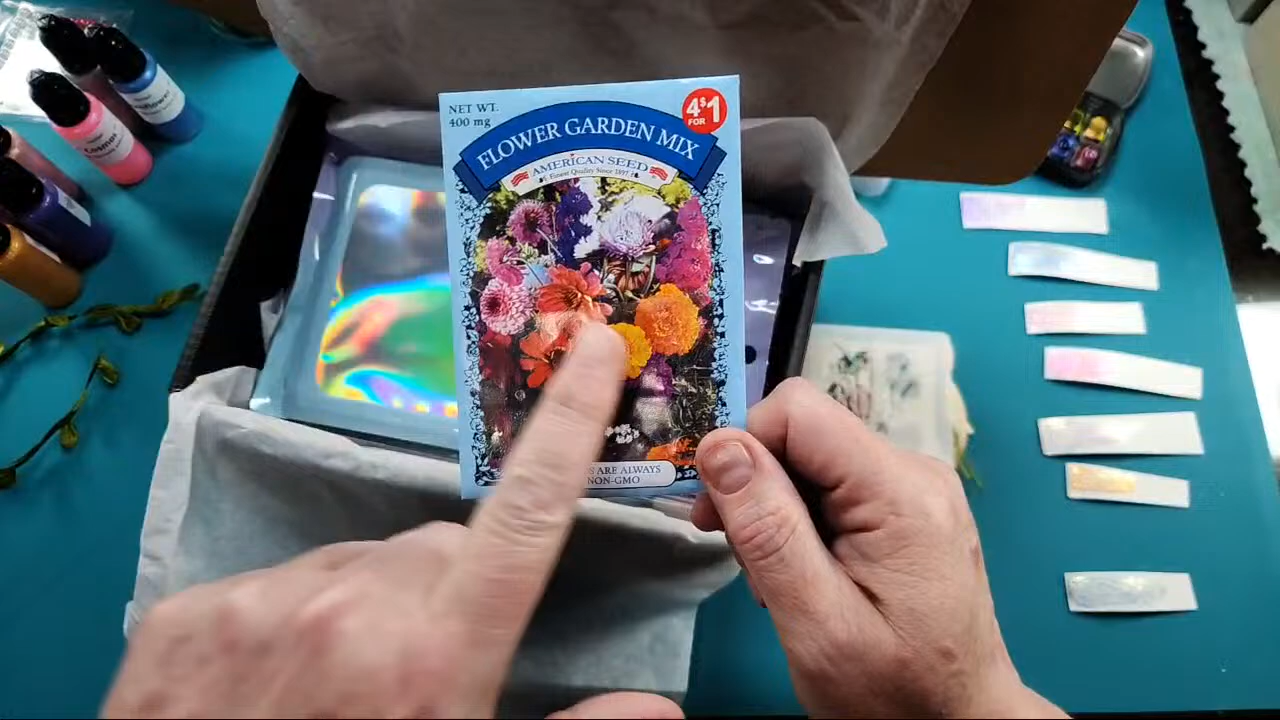 NET WT.
400 mg
4 $1
FOR
FLOWER GARDEN MIX
AMERICAN SEED
Finest Quality Since 1897
ARE ALWAYS
NON-GMO
Cosmos